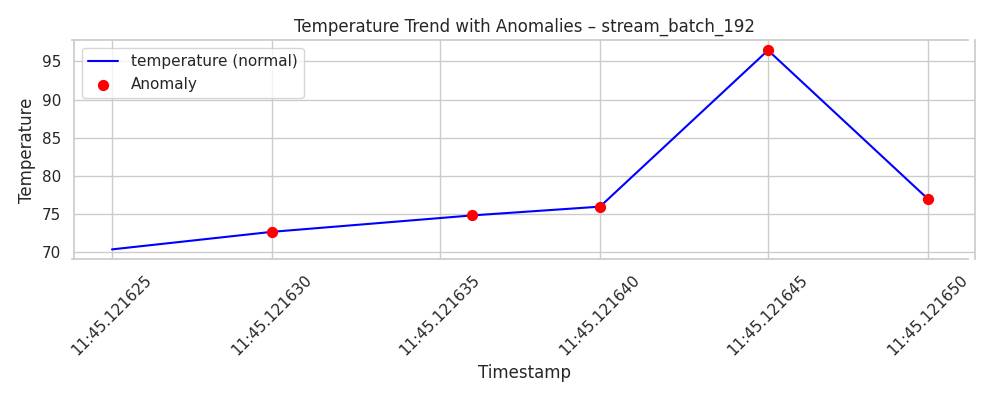 Temperature Trend with Anomalies – stream_batch_192
temperature (normal)
Anomaly
Temperature
95
90
85
80
75
70
11:45.121625
11:45.121630
11:45.121635
11:45.121640
11:45.121645
11:45.121650
Timestamp